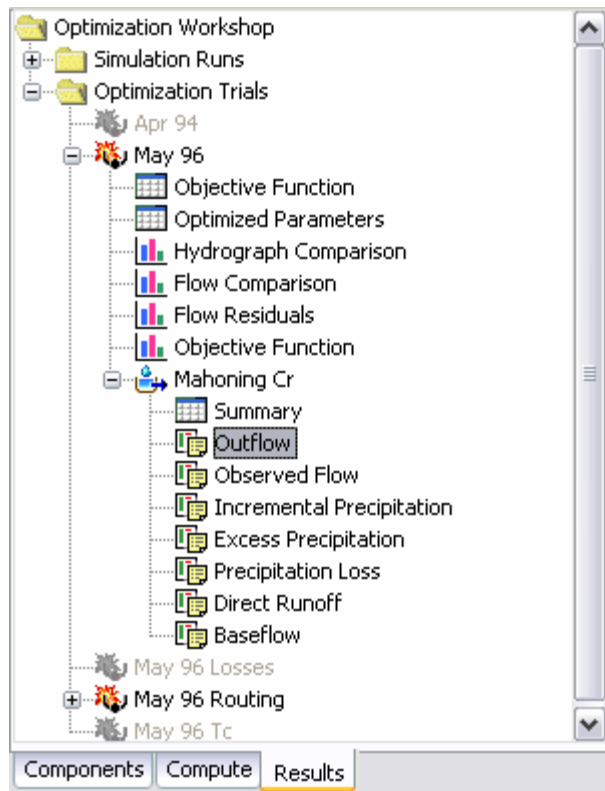 Optimization Workshop
Simulation Runs
Optimization Trials
Apr 94
May 96
Objective Function
Optimized Parameters
Hydrograph Comparison
Flow Comparison
Flow Residuals
Objective Function
Mahoning Cr
Summary
Outflow
Observed Flow
Incremental Precipitation
Excess Precipitation
Precipitation Loss
Direct Runoff
Baseflow
May 96 Losses
May 96 Routing
May 96 Tc
Components Compute Results